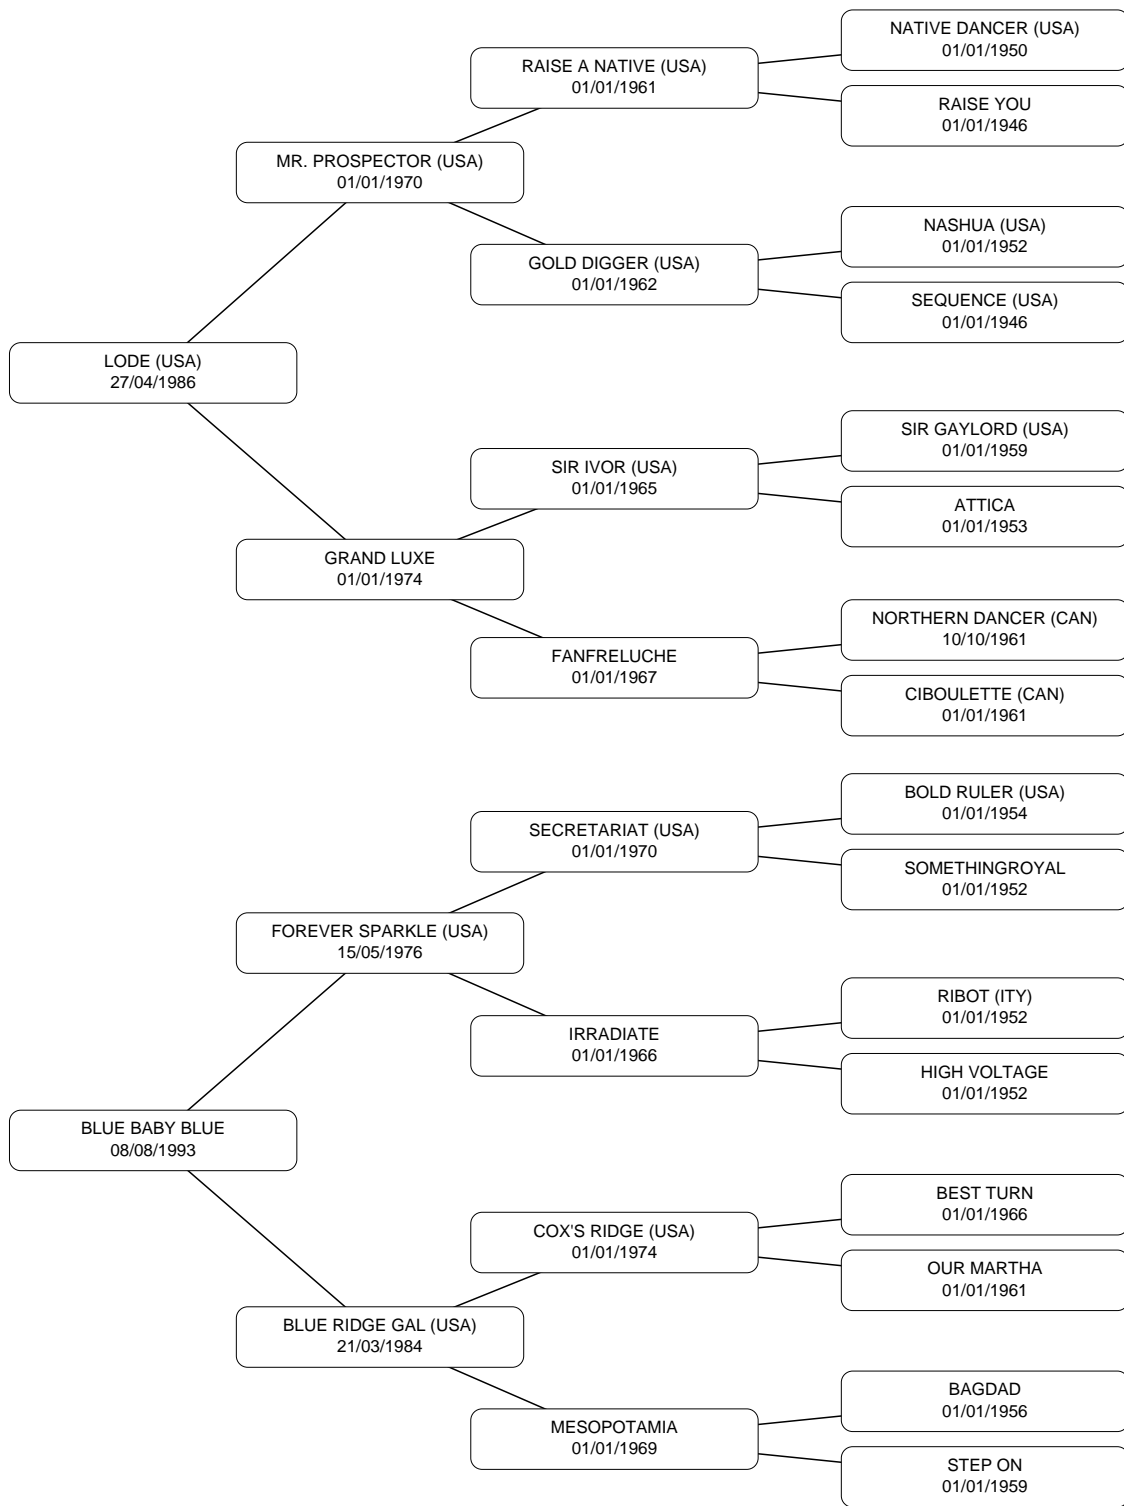 NATIVE DANCER (USA)
01/01/1950
RAISE A NATIVE (USA)
01/01/1961
RAISE YOU
01/01/1946
MR. PROSPECTOR (USA)
01/01/1970
NASHUA (USA)
01/01/1952
GOLD DIGGER (USA)
01/01/1962
SEQUENCE (USA)
01/01/1946
LODE (USA)
27/04/1986
SIR GAYLORD (USA)
01/01/1959
SIR IVOR (USA)
01/01/1965
ATTICA
01/01/1953
GRAND LUXE
01/01/1974
NORTHERN DANCER (CAN)
10/10/1961
FANFRELUCHE
01/01/1967
CIBOULETTE (CAN)
01/01/1961
BOLD RULER (USA)
01/01/1954
SECRETARIAT (USA)
01/01/1970
SOMETHINGROYAL
01/01/1952
FOREVER SPARKLE (USA)
15/05/1976
RIBOT (ITY)
01/01/1952
IRRADIATE
01/01/1966
HIGH VOLTAGE
01/01/1952
BLUE BABY BLUE
08/08/1993
BEST TURN
01/01/1966
COX'S RIDGE (USA)
01/01/1974
OUR MARTHA
01/01/1961
BLUE RIDGE GAL (USA)
21/03/1984
BAGDAD
01/01/1956
MESOPOTAMIA
01/01/1969
STEP ON
01/01/1959